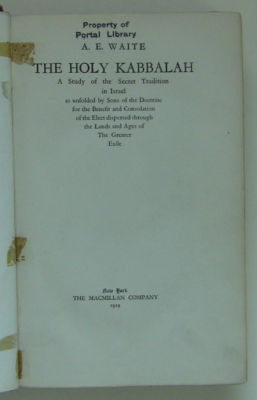 Property of
Portal Library
A. E. WAITE
THE HOLY KABBALAH
A Study of the Secret Tradition
in Israel
as unfolded by Sons of the Doctrine
for the Benefit and Consolation
of the Elect dispersed through
the Lands and Ages of
The Greater
Exile
New York
THE MACMILLAN COMPANY
1929